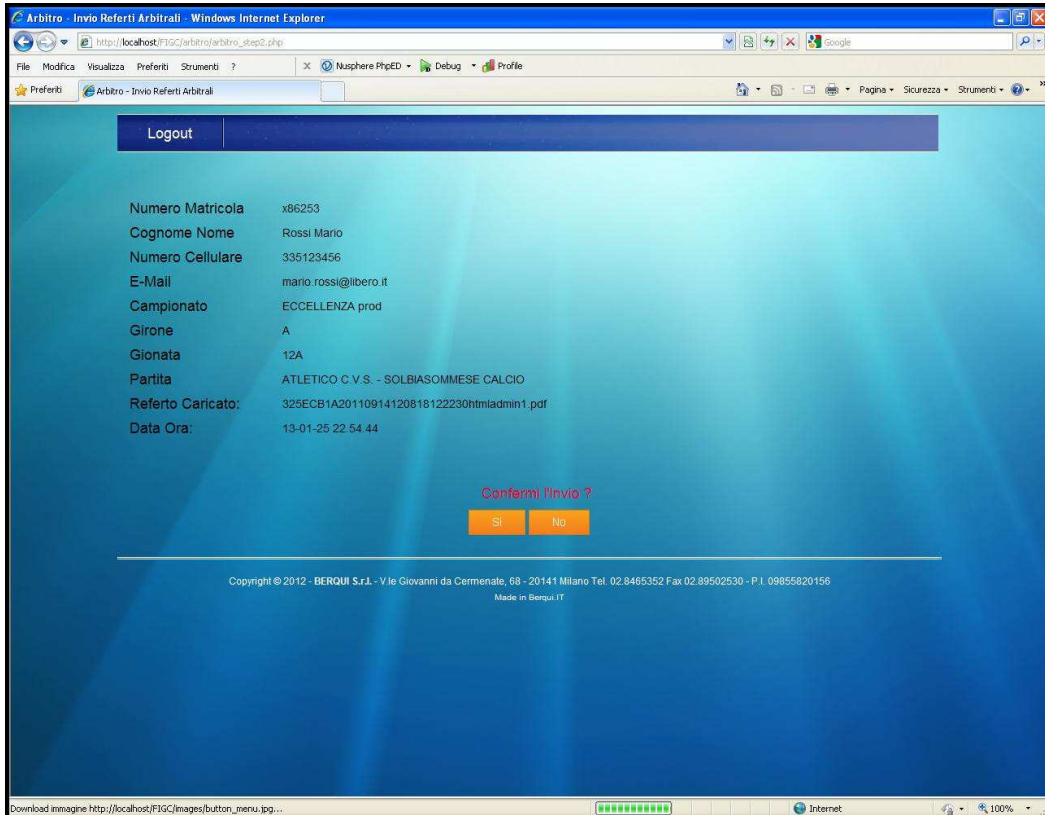 Arbitro - Invio Referti Arbitrali - Windows Internet Explorer
http://localhost/FIGC/arbitro/arbitro_step2.php
Google
File Modifica Visualizza Preferiti Strumenti ?
X Nusphere PhpED Debug Profile
Preferiti
Arbitro - Invio Referti Arbitrali
Pagina Sicurezza Strumenti
Logout
Numero Matricola x86253
Cognome Nome Rossi Mario
Numero Cellulare 335123456
E-Mail mario.rossi@libero.it
Campionato ECCELLENZA prod
Girone A
Gionata 12A
Partita ATLETICO C.V.S. - SOLBIASOMMESE CALCIO
Referto Caricato: 325ECB1A20110914120818122230htmladmin1.pdf
Data Ora: 13-01-25 22.54.44
Confermi l'Invio ?
Si No
Copyright © 2012 - BERQUI S.r.l. - V.le Giovanni da Cermenate, 68 - 20141 Milano Tel. 02.8465352 Fax 02.89502530 - P.I. 09855820156
Made in Berqui.IT
Download immagine http://localhost/FIGC/images/button_menu.jpg...
Internet
100%